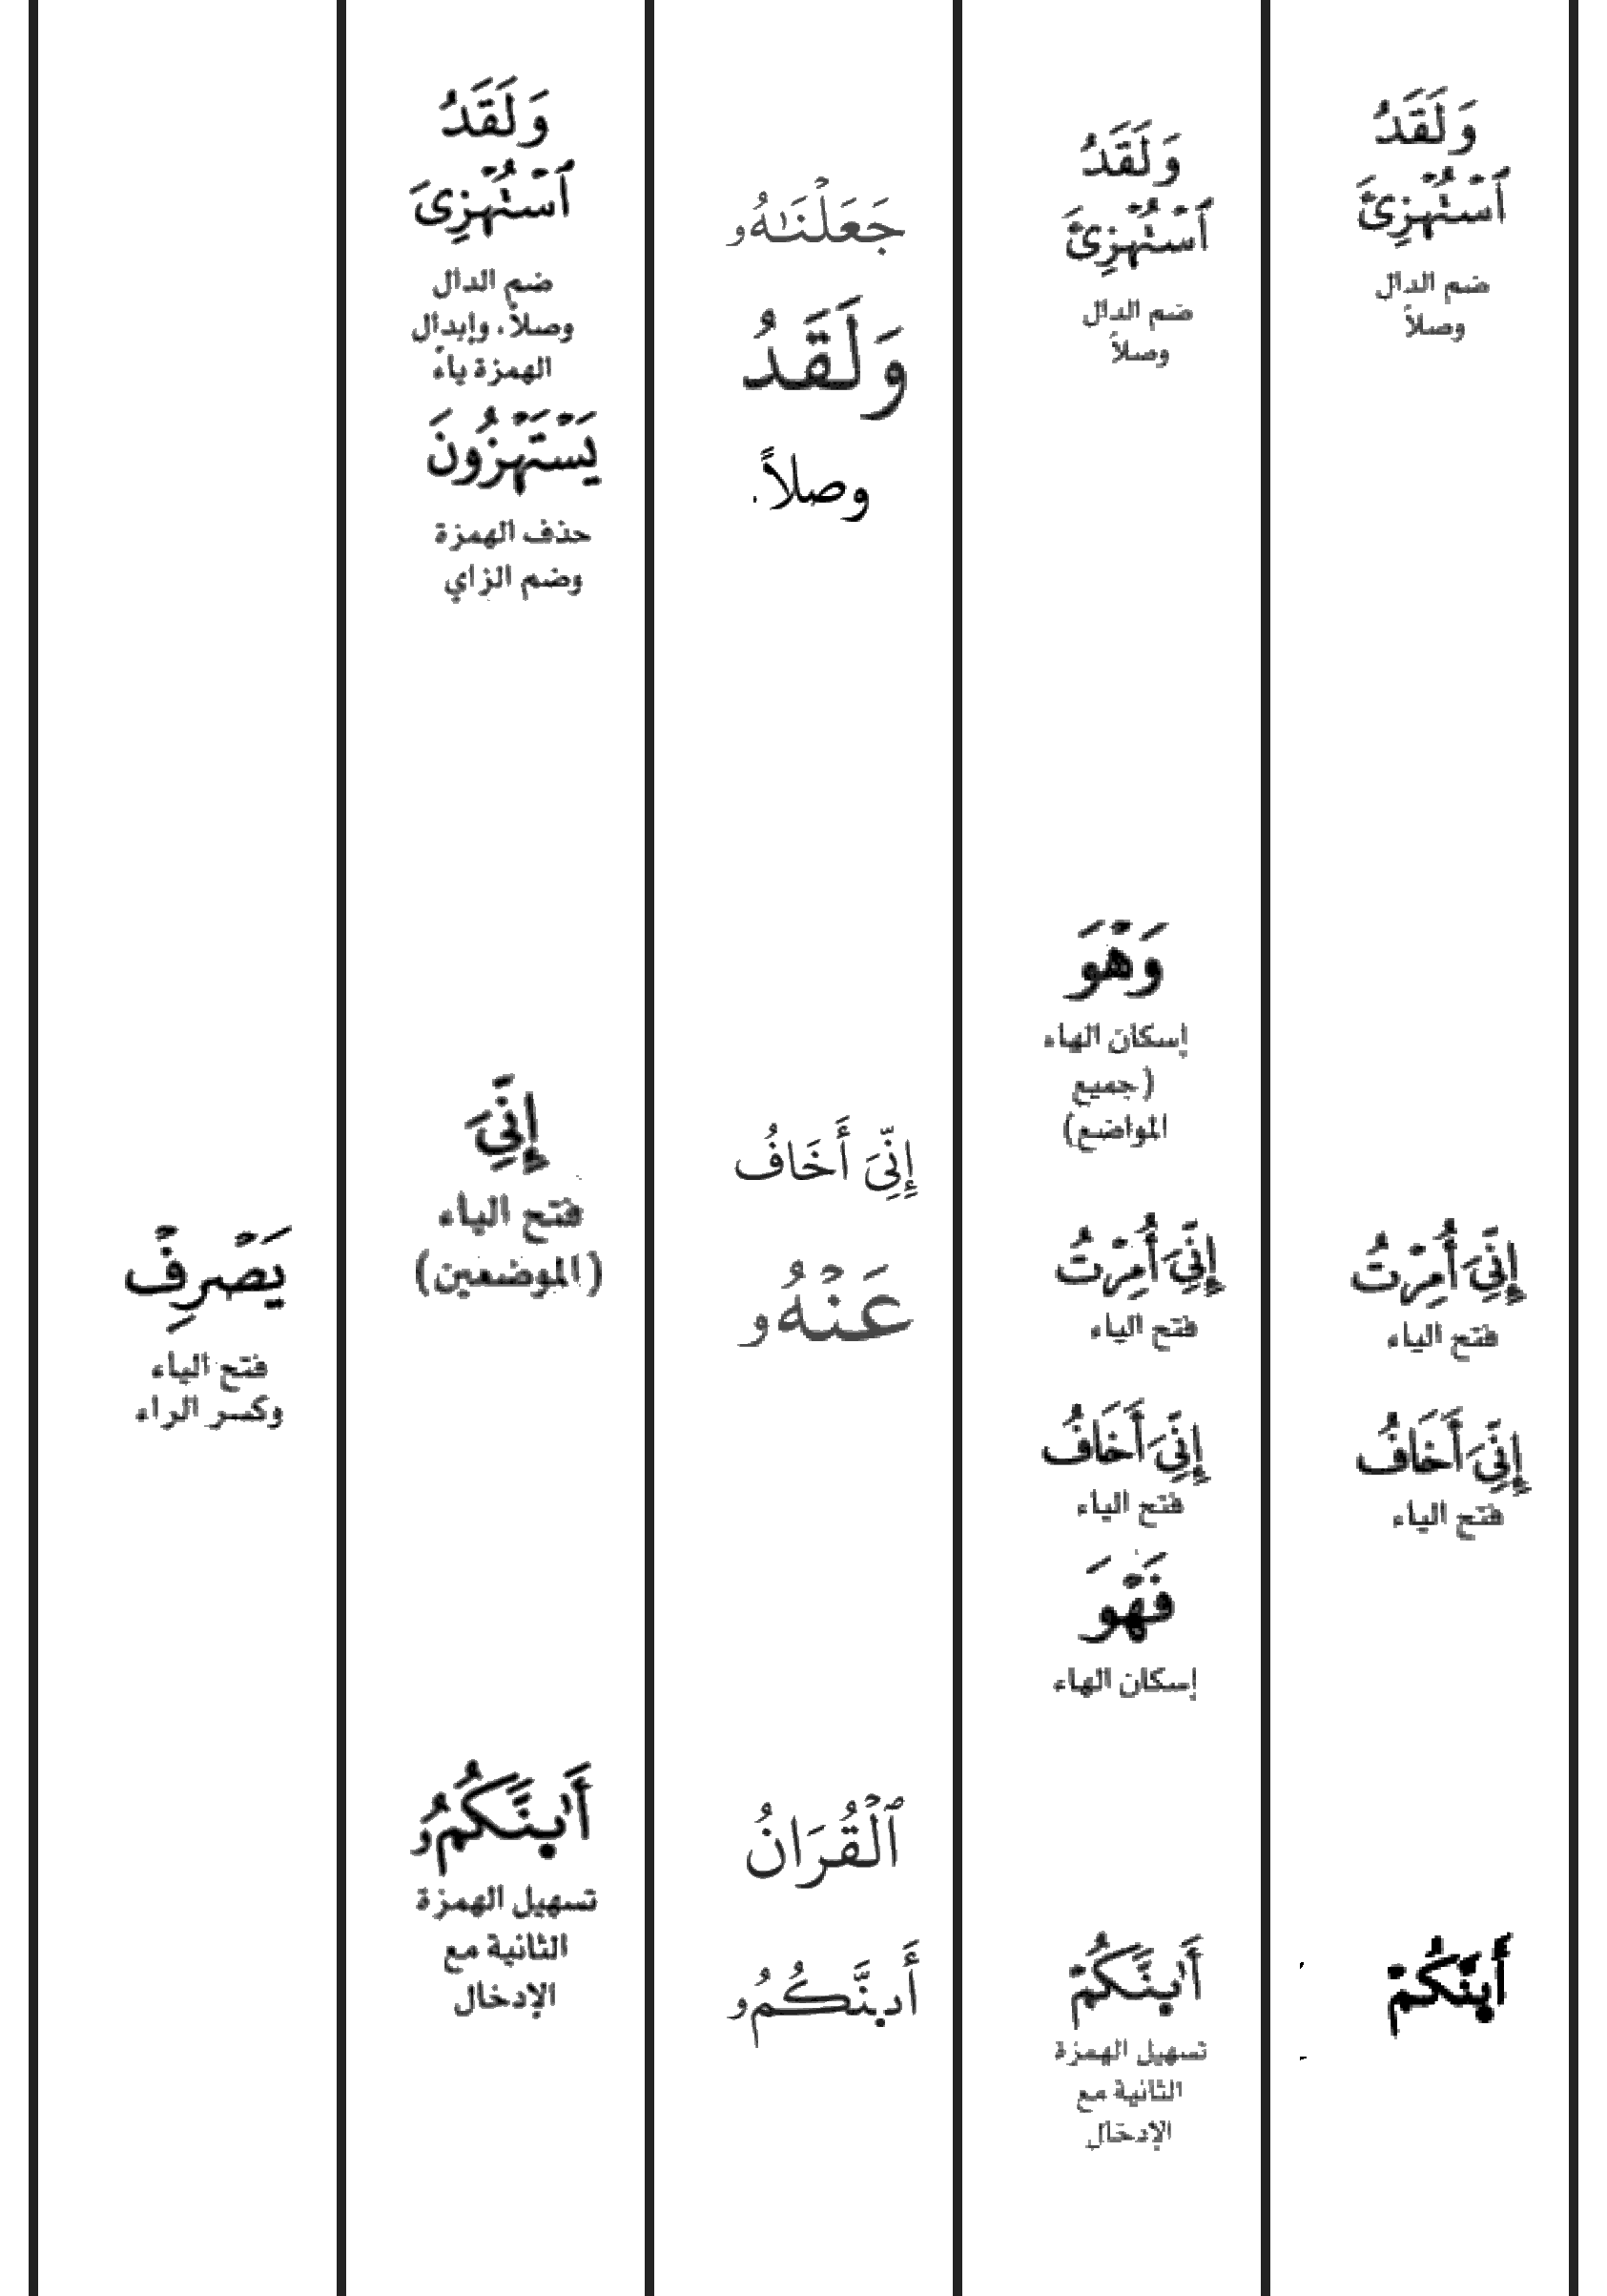 وَلَقَدُ
ٱسۡتُهۡزِئَ
ضم الدال
وصلاً
إِنِّيَ أُمِرۡتُ
فتح الياء
إِنِّيَ أَخَافُ
فتح الياء
أَىِٕنَّكُمۡ
وَلَقَدُ
ٱسۡتُهۡزِئَ
ضم الدال
وصلاً
وَهۡوَ
إسكان الهاء
(جميع
المواضع)
إِنِّيَ أُمِرۡتُ
فتح الياء
إِنِّيَ أَخَافُ
فتح الياء
فَهۡوَ
إسكان الهاء
أَٰىِٕنَّكُمۡ
تسهيل الهمزة
الثانية مع
الإدخال
جَعَلۡنَٰهُۥ
وَلَقَدُ
وصلاً.
إِنِّيَ أَخَافُ
عَنۡهُۥ
ٱلۡقُرَانُ
أَىِٕنَّكُمُۥ
وَلَقَدُ
ٱسۡتُهۡزِيَ
ضم الدال
وصلاً، وإبدال
الهمزة ياءً
يَسۡتَهۡزُونَ
حذف الهمزة
وضم الزاي
إِنِّيَ
فتح الياء
(الموضعين)
أَٰىِٕنَّكُمُۥ
تسهيل الهمزة
الثانية مع
الإدخال
يَصۡرِفۡ
فتح الياء
وكسر الراء